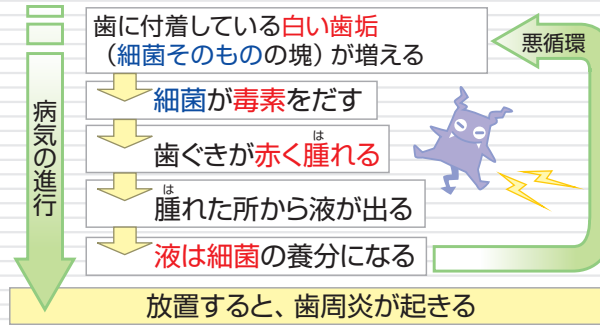 歯に付着している白い歯垢
（細菌そのものの塊）が増える
悪循環
細菌が毒素をだす
歯ぐきが赤く腫れる
は
腫れた所から液が出る
は
液は細菌の養分になる
病気の進行
放置すると、歯周炎が起きる